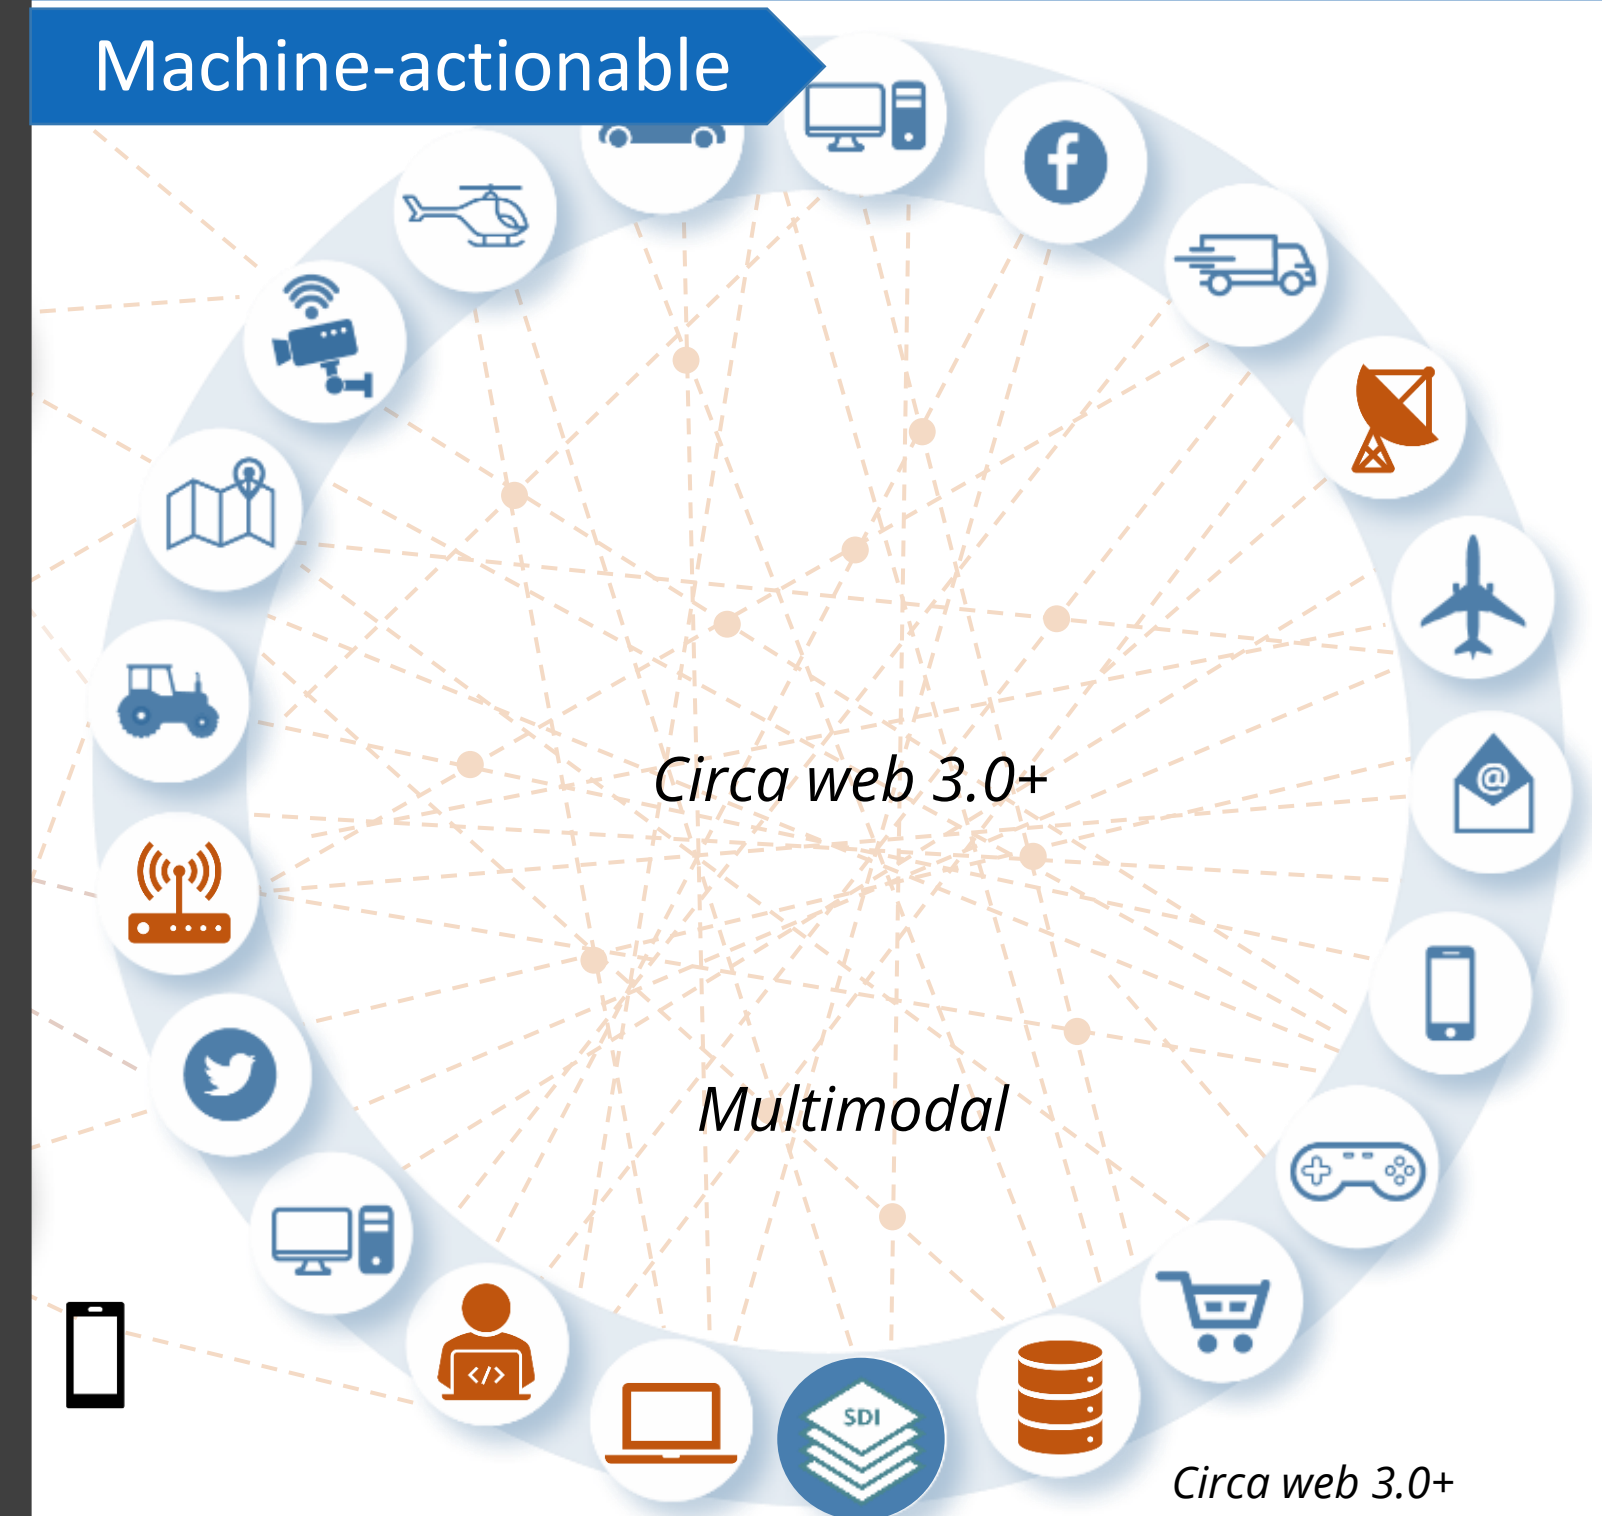 Machine-actionable
Circa web 3.0+
@
Multimodal
</>
SDI
Circa web 3.0+